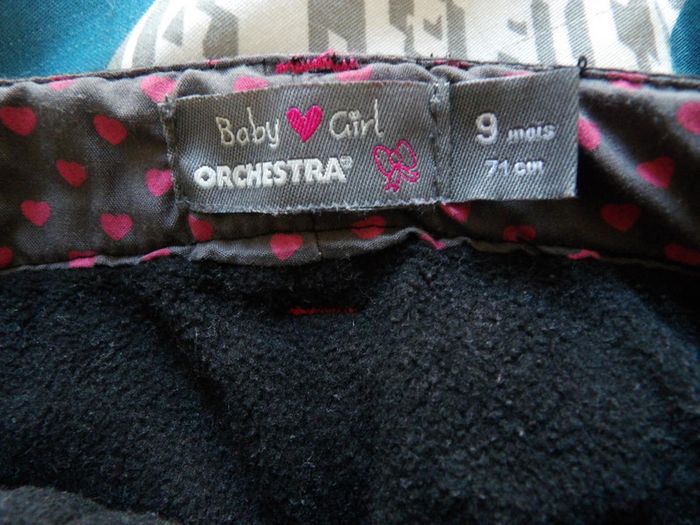 Baby Girl
ORCHESTRA®
9 mois
71 cm